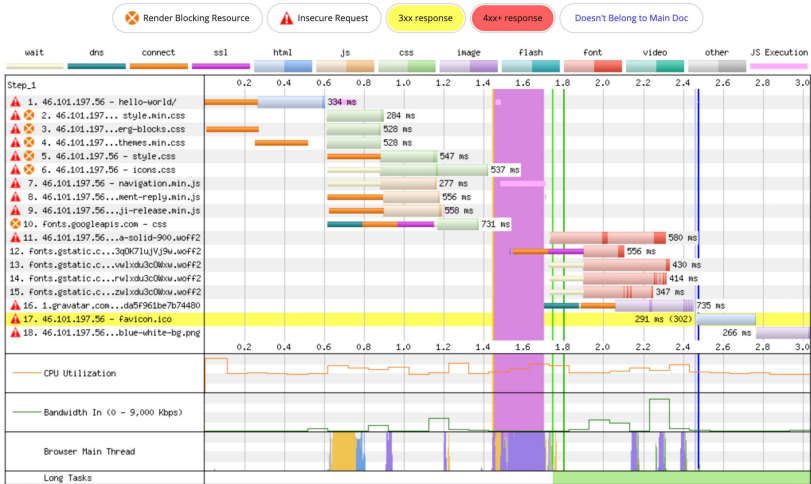 Render Blocking Resource
Insecure Request
3xx response
4xx+ response
Doesn't Belong to Main Doc
wait dns connect ssl html js css image flash font video other JS Execution
Step_1 0.2 0.4 0.6 0.8 1.0 1.2 1.4 1.6 1.8 2.0 2.2 2.4 2.6 2.8 3.0
1. 46.101.197.56 - hello-world/ 334 ms
2. 46.101.197... style.min.css 284 ms
3. 46.101.197...erg-blocks.css 528 ms
4. 46.101.197... themes.min.css 528 ms
5. 46.101.197.56 - style.css 547 ms
6. 46.101.197.56 - icons.css 537 ms
7. 46.101.197.56 - navigation.min.js 277 ms
8. 46.101.197.56...ment-reply.min.js 556 ms
9. 46.101.197.56...ji-release.min.js 558 ms
10. fonts.googleapis.com - css 731 ms
11. 46.101.197.56...a-solid-900.woff2 580 ms
12. fonts.gstatic.c...3qOK7lujVj9w.woff2 556 ms
13. fonts.gstatic.c...rwlxdu3cOWxw.woff2 430 ms
14. fonts.gstatic.c...rwlxdu3cOWxw.woff2 414 ms
15. fonts.gstatic.c...zwlxdu3cOWxw.woff2 347 ms
16. 1.gravatar.com...da5f961be7b74480 735 ms
17. 46.101.197.56 - favicon.ico 291 ms (302)
18. 46.101.197.56...blue-white-bg.png 266 ms
0.2 0.4 0.6 0.8 1.0 1.2 1.4 1.6 1.8 2.0 2.2 2.4 2.6 2.8 3.0
CPU Utilization
Bandwidth In (0 - 9,000 Kbps)
Browser Main Thread
Long Tasks